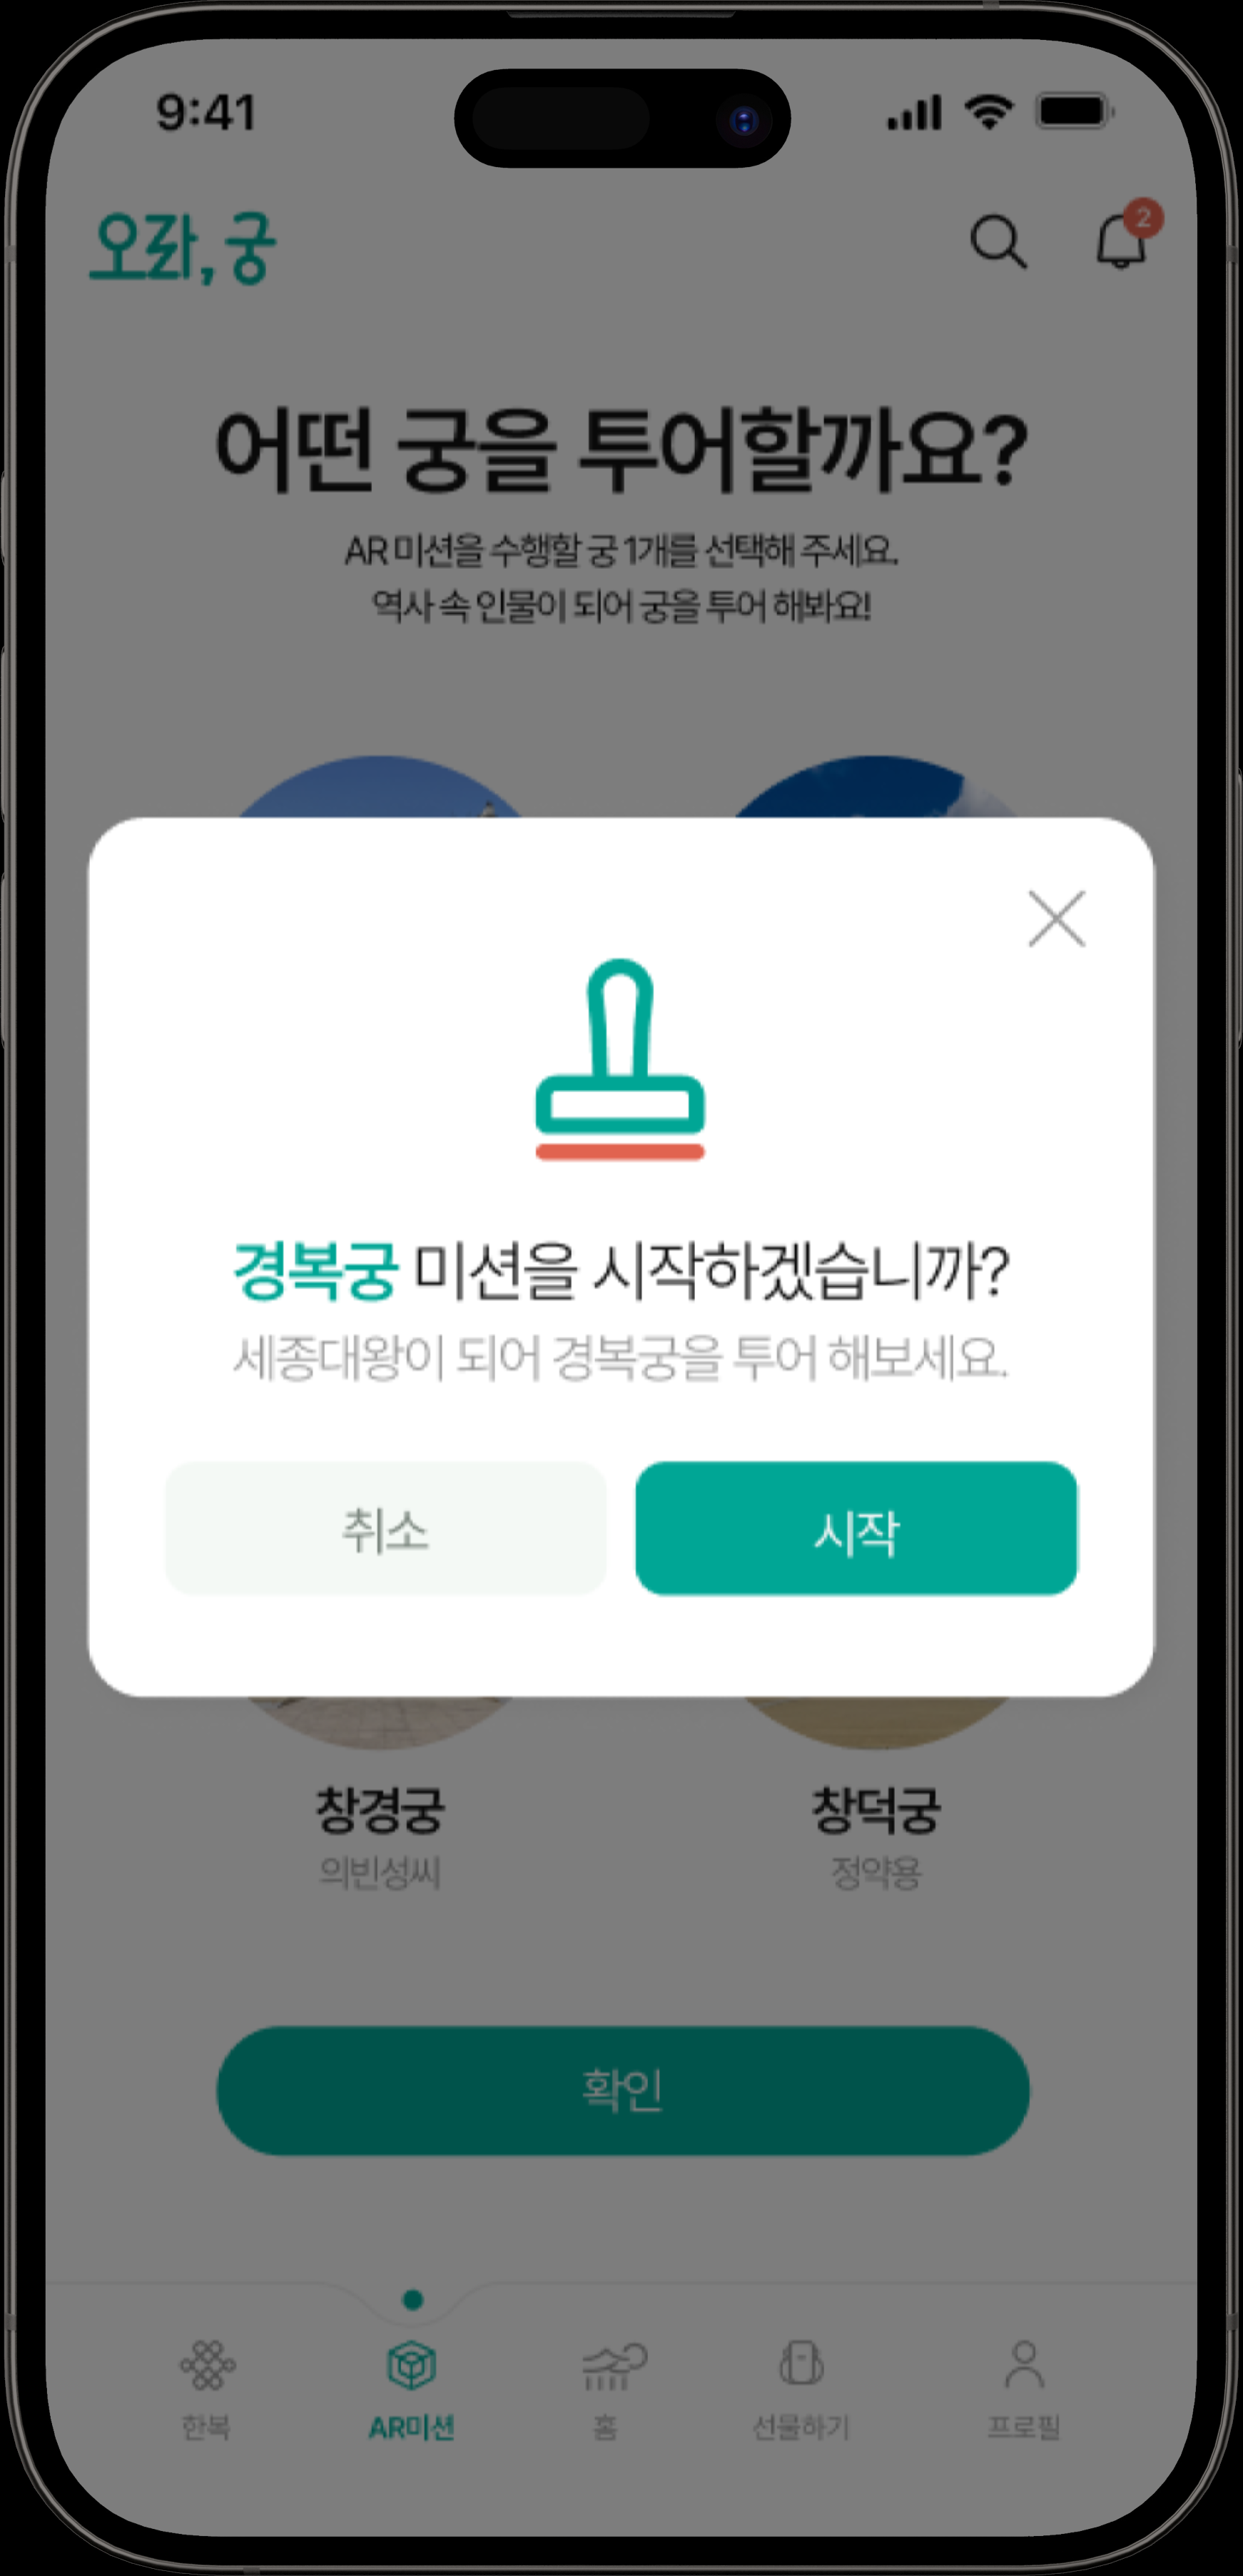 9:41
오롸, 궁
2
어떤 궁을 투어할까요?
AR 미션을 수행할 궁 1개를 선택해 주세요.
역사 속 인물이 되어 궁을 투어 해봐요!
경복궁 미션을 시작하겠습니까?
세종대왕이 되어 경복궁을 투어 해보세요.
취소
시작
창경궁
창덕궁
의빈성씨
정약용
확인
한복
AR미션
홈
선물하기
프로필